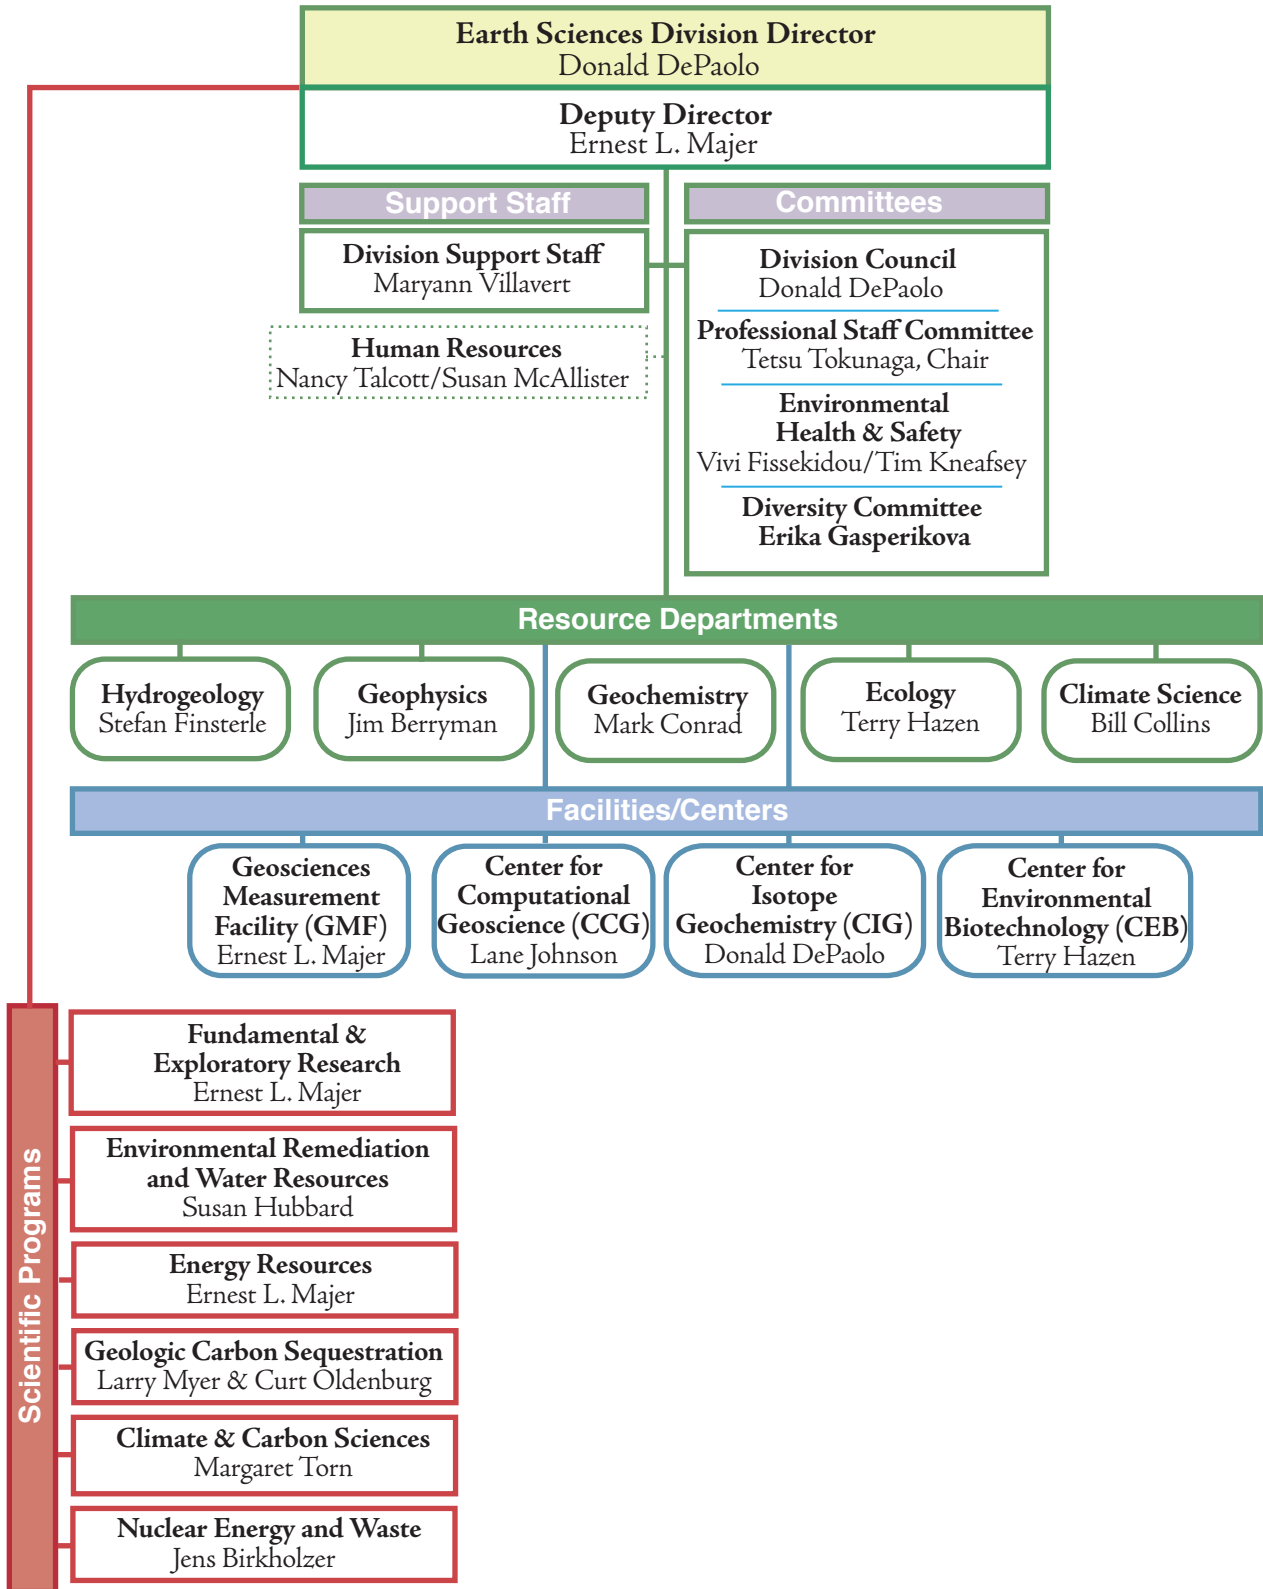 Earth Sciences Division Director
Donald DePaolo
Deputy Director
Ernest L. Majer
Support Staff
Division Support Staff
Maryann Villavert
Human Resources
Nancy Talcott/Susan McAllister
Committees
Division Council
Donald DePaolo
Professional Staff Committee
Tetsu Tokunaga, Chair
Environmental
Health & Safety
Vivi Fissekidou/Tim Kneafsey
Diversity Committee
Erika Gasperikova
Resource Departments
Hydrogeology
Stefan Finsterle
Geophysics
Jim Berryman
Geochemistry
Mark Conrad
Ecology
Terry Hazen
Climate Science
Bill Collins
Facilities/Centers
Geosciences
Measurement
Facility (GMF)
Ernest L. Majer
Center for
Computational
Geoscience (CCG)
Lane Johnson
Center for
Isotope
Geochemistry (CIG)
Donald DePaolo
Center for
Environmental
Biotechnology (CEB)
Terry Hazen
Scientific Programs
Fundamental &
Exploratory Research
Ernest L. Majer
Environmental Remediation
and Water Resources
Susan Hubbard
Energy Resources
Ernest L. Majer
Geologic Carbon Sequestration
Larry Myer & Curt Oldenburg
Climate & Carbon Sciences
Margaret Torn
Nuclear Energy and Waste
Jens Birkholzer